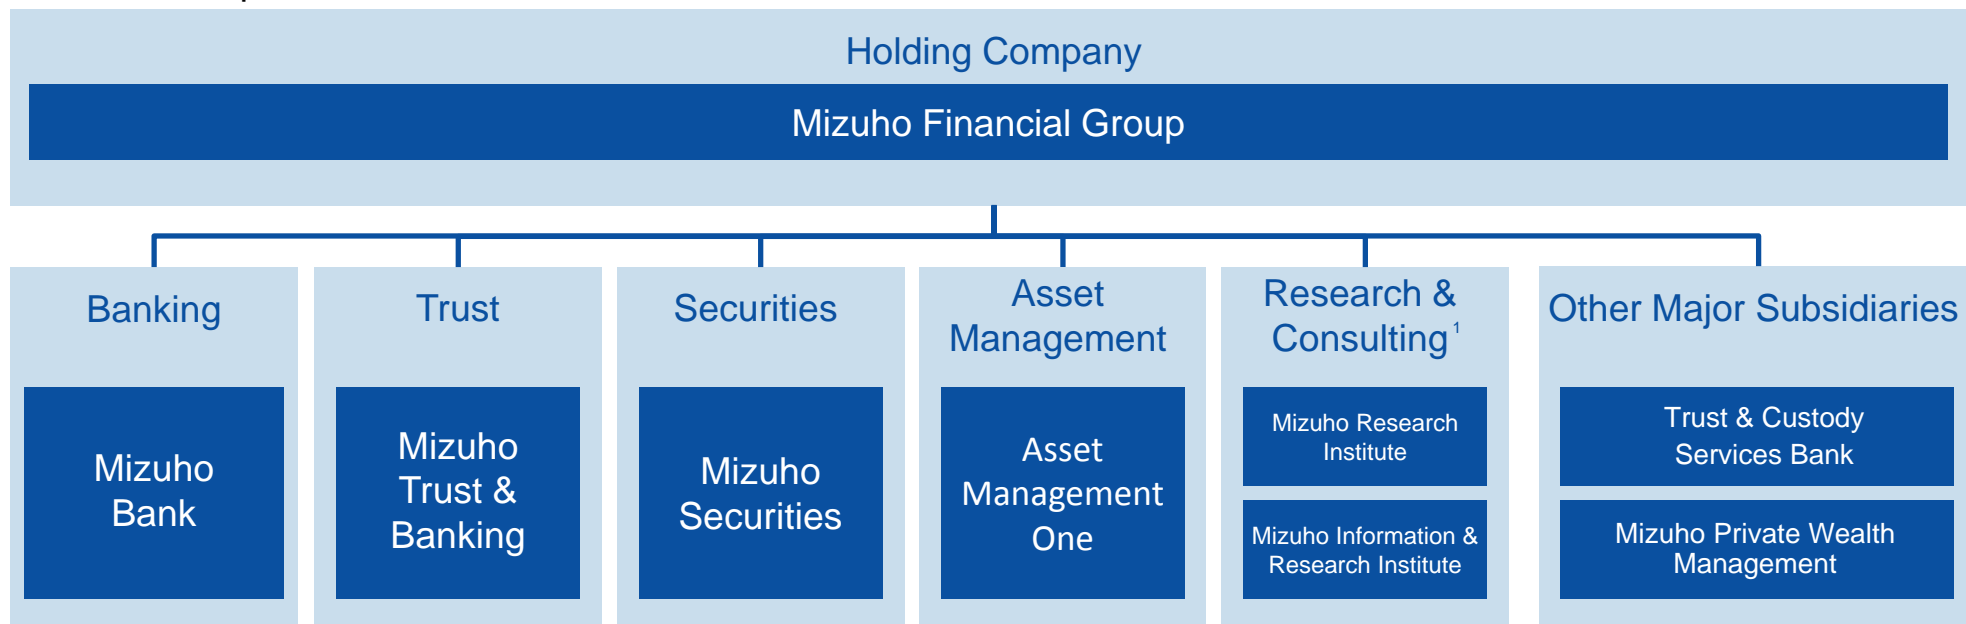 Holding Company
Mizuho Financial Group
Banking
Mizuho
Bank
Trust
Mizuho
Trust &
Banking
Securities
Mizuho
Securities
Asset
Management
Asset
Management
One
Research &
Consulting¹
Mizuho Research
Institute
Mizuho Information &
Research Institute
Other Major Subsidiaries
Trust & Custody
Services Bank
Mizuho Private Wealth
Management